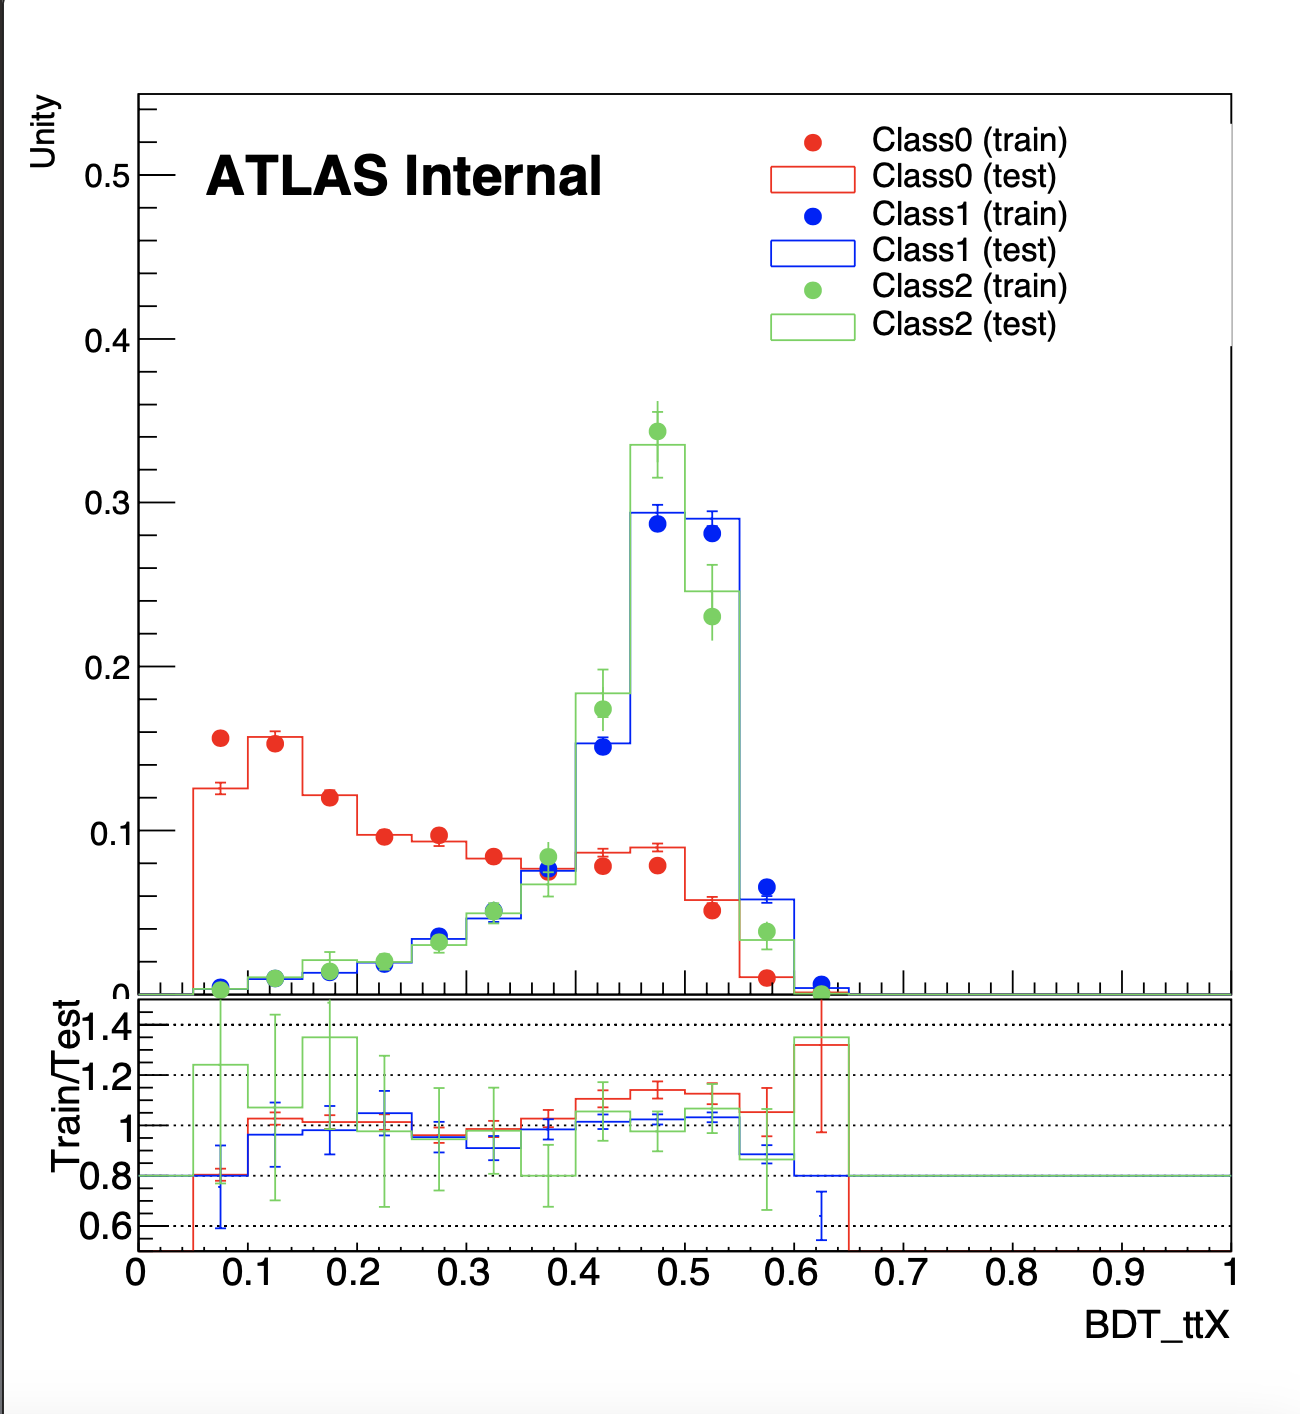 Unity
ATLAS Internal
Class0 (train)
Class0 (test)
Class1 (train)
Class1 (test)
Class2 (train)
Class2 (test)
0.5
0.4
0.3
0.2
0.1
0
Train/Test
1.4
1.2
1
0.8
0.6
0 0.1 0.2 0.3 0.4 0.5 0.6 0.7 0.8 0.9 1
BDT_ttX